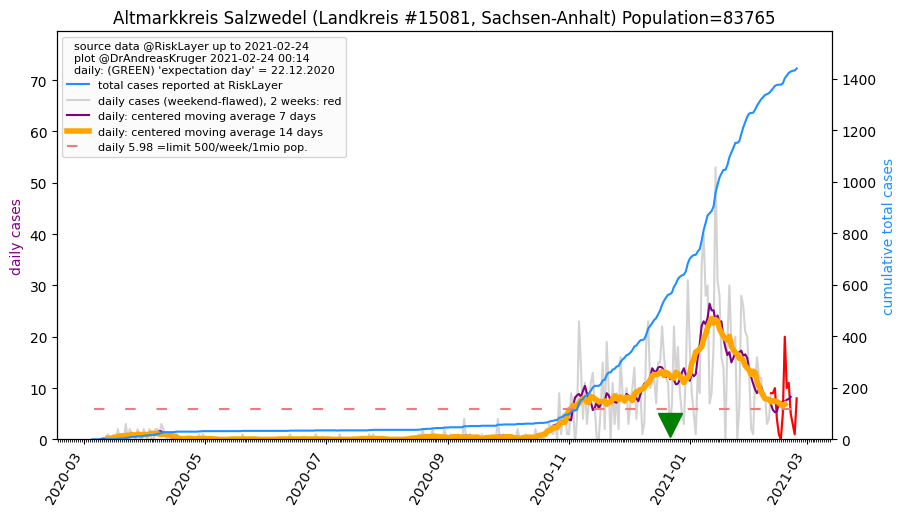 Altmarkkreis Salzwedel (Landkreis #15081, Sachsen-Anhalt) Population=83765
source data @RiskLayer up to 2021-02-24
plot @DrAndreasKruger 2021-02-24 00:14
daily: (GREEN) 'expectation day' = 22.12.2020
total cases reported at RiskLayer
daily cases (weekend-flawed), 2 weeks: red
daily: centered moving average 7 days
daily: centered moving average 14 days
daily 5.98 =limit 500/week/1mio pop.
daily cases
70
60
50
40
30
20
10
0
cumulative total cases
1400
1200
1000
800
600
400
200
0
2020-03
2020-05
2020-07
2020-09
2020-11
2021-01
2021-03